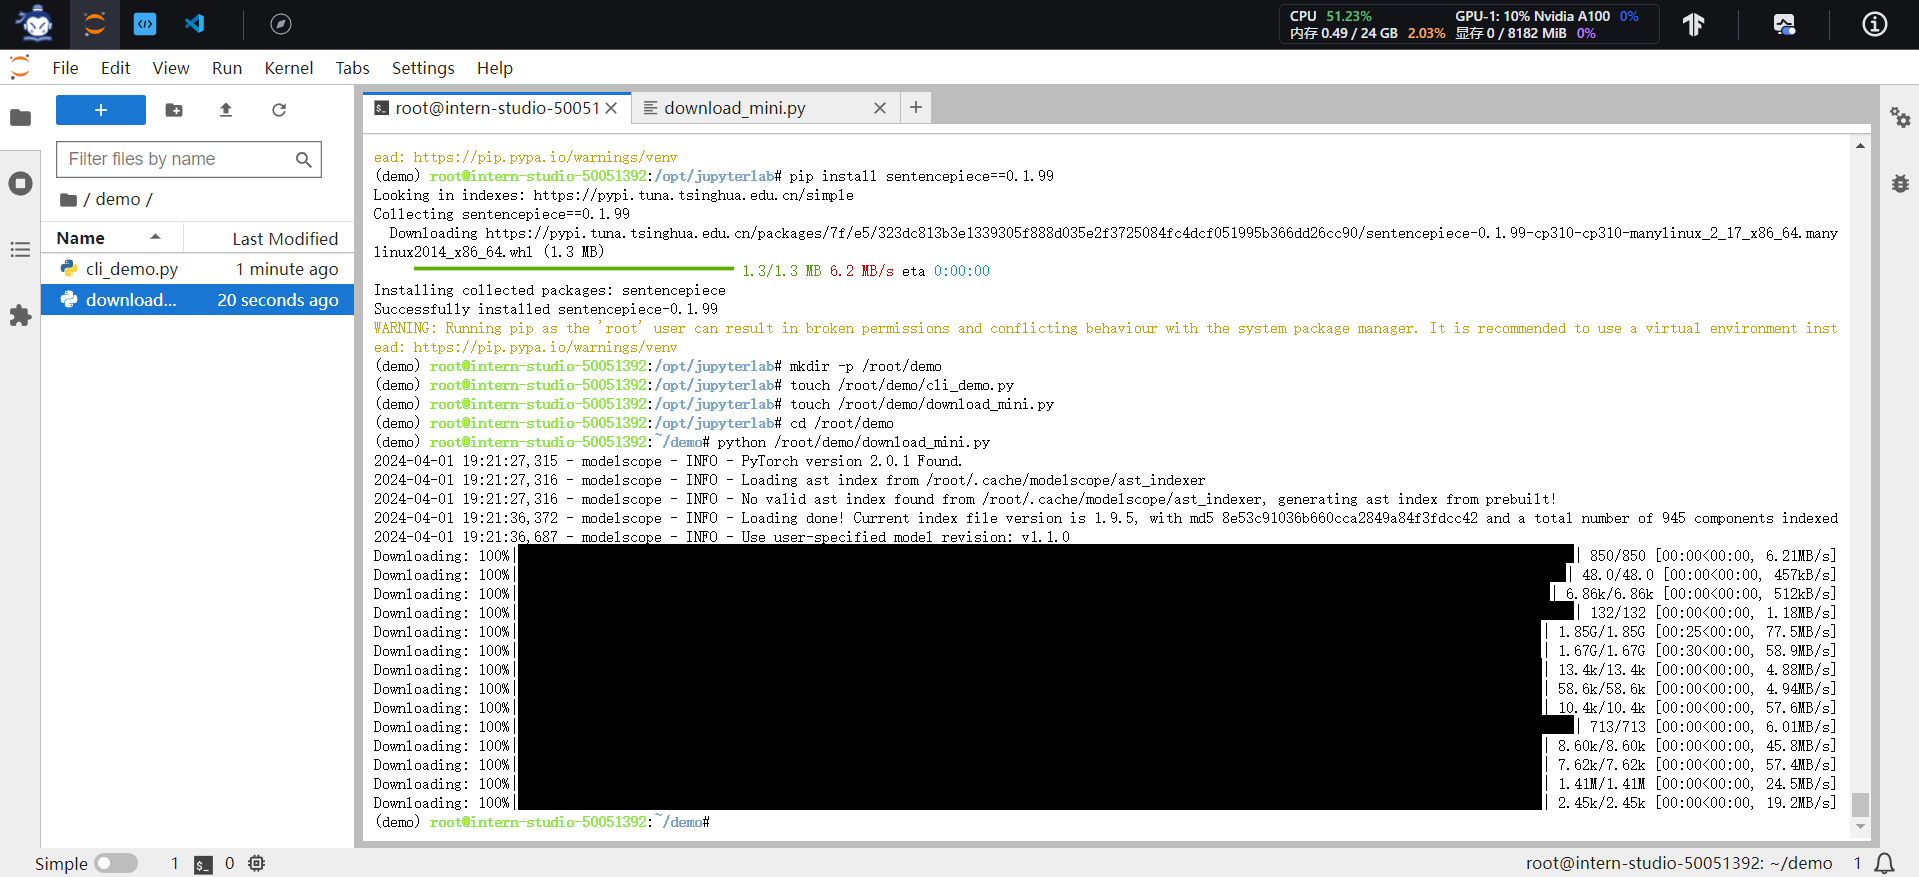 CPU 51.23% GPU-1: 10% Nvidia A100 0%
内存 0.49 / 24 GB 2.03% 显存 0 / 8182 MiB 0%
File Edit View Run Kernel Tabs Settings Help
+
root@intern-studio-50051 download_mini.py
Filter files by name
/ demo /
Name Last Modified
cli_demo.py 1 minute ago
download... 20 seconds ago
ead: https://pip.pypa.io/warnings/venv
(demo) root@intern-studio-50051392:/opt/jupyterlab# pip install sentencepiece==0.1.99
Looking in indexes: https://pypi.tuna.tsinghua.edu.cn/simple
Collecting sentencepiece==0.1.99
Downloading https://pypi.tuna.tsinghua.edu.cn/packages/7f/e5/323dc813b3e1339305f888d035e2f3725084fc4dcf051995b366dd26cc90/sentencepiece-0.1.99-cp310-cp310-manylinux_2_17_x86_64.many
linux2014_x86_64.whl (1.3 MB)
1.3/1.3 MB 6.2 MB/s eta 0:00:00
Installing collected packages: sentencepiece
Successfully installed sentencepiece-0.1.99
WARNING: Running pip as the 'root' user can result in broken permissions and conflicting behaviour with the system package manager. It is recommended to use a virtual environment inst
ead: https://pip.pypa.io/warnings/venv
(demo) root@intern-studio-50051392:/opt/jupyterlab# mkdir -p /root/demo
(demo) root@intern-studio-50051392:/opt/jupyterlab# touch /root/demo/cli_demo.py
(demo) root@intern-studio-50051392:/opt/jupyterlab# touch /root/demo/download_mini.py
(demo) root@intern-studio-50051392:/opt/jupyterlab# cd /root/demo
(demo) root@intern-studio-50051392:~/demo# python /root/demo/download_mini.py
2024-04-01 19:21:27,315 - modelscope - INFO - PyTorch version 2.0.1 Found.
2024-04-01 19:21:27,316 - modelscope - INFO - Loading ast index from /root/.cache/modelscope/ast_indexer
2024-04-01 19:21:27,316 - modelscope - INFO - No valid ast index found from /root/.cache/modelscope/ast_indexer, generating ast index from prebuilt!
2024-04-01 19:21:36,372 - modelscope - INFO - Loading done! Current index file version is 1.9.5, with md5 8e53c91036b660cca2849a84f3fdcc42 and a total number of 945 components indexed
2024-04-01 19:21:36,687 - modelscope - INFO - Use user-specified model revision: v1.1.0
Downloading: 100%| | 850/850 [00:00<00:00, 6.21MB/s]
Downloading: 100%| | 48.0/48.0 [00:00<00:00, 457kB/s]
Downloading: 100%| | 6.86k/6.86k [00:00<00:00, 512kB/s]
Downloading: 100%| | 132/132 [00:00<00:00, 1.18MB/s]
Downloading: 100%| | 1.85G/1.85G [00:25<00:00, 77.5MB/s]
Downloading: 100%| | 1.67G/1.67G [00:30<00:00, 58.9MB/s]
Downloading: 100%| | 13.4k/13.4k [00:00<00:00, 4.88MB/s]
Downloading: 100%| | 58.6k/58.6k [00:00<00:00, 4.94MB/s]
Downloading: 100%| | 10.4k/10.4k [00:00<00:00, 57.6MB/s]
Downloading: 100%| | 713/713 [00:00<00:00, 6.01MB/s]
Downloading: 100%| | 8.60k/8.60k [00:00<00:00, 45.8MB/s]
Downloading: 100%| | 7.62k/7.62k [00:00<00:00, 57.4MB/s]
Downloading: 100%| | 1.41M/1.41M [00:00<00:00, 24.5MB/s]
Downloading: 100%| | 2.45k/2.45k [00:00<00:00, 19.2MB/s]
(demo) root@intern-studio-50051392:~/demo#
Simple 1 0 root@intern-studio-50051392: ~/demo 1